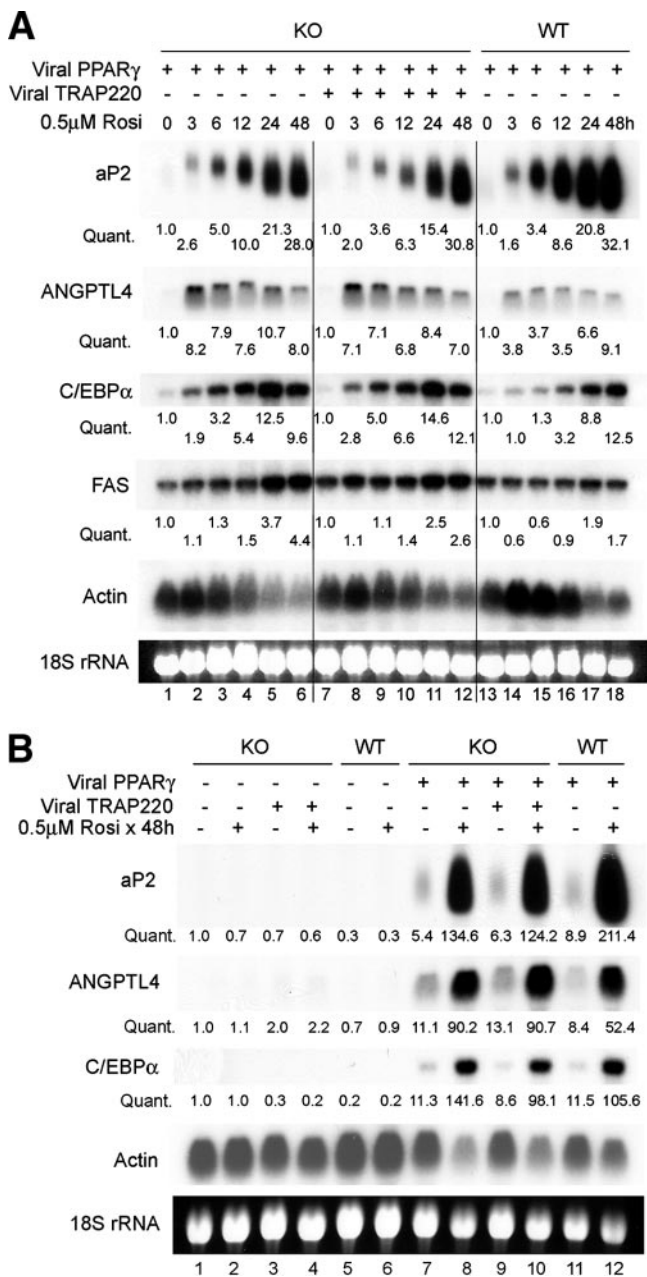 A
KO WT
Viral PPARγ + + + + + + + + + + + + + + + + + +
Viral TRAP220 - - - - - - + + + + + + - - - - - -
0.5μM Rosi 0 3 6 12 24 48 0 3 6 12 24 48 0 3 6 12 24 48h
aP2
1.0 5.0 21.3 1.0 3.6 15.4 1.0 3.4 20.8
Quant.
2.6 10.0 28.0 2.0 6.3 30.8 1.6 8.6 32.1
ANGPTL4
1.0 7.9 10.7 1.0 7.1 8.4 1.0 3.7 6.6
Quant.
8.2 7.6 8.0 7.1 6.8 7.0 3.8 3.5 9.1
C/EBPα
1.0 3.2 12.5 1.0 5.0 14.6 1.0 1.3 8.8
Quant.
1.9 5.4 9.6 2.8 6.6 12.1 1.0 3.2 12.5
FAS
1.0 1.3 3.7 1.0 1.1 2.5 1.0 0.6 1.9
Quant.
1.1 1.5 4.4 1.1 1.4 2.6 0.6 0.9 1.7
Actin
18S rRNA
1 2 3 4 5 6 7 8 9 10 11 12 13 14 15 16 17 18
B
KO WT KO WT
Viral PPARγ - - - - - - + + + + + +
Viral TRAP220 - - + + - - - - + + - -
0.5μM Rosi x 48h - + - + - + - + - + - +
aP2
Quant. 1.0 0.7 0.7 0.6 0.3 0.3 5.4 134.6 6.3 124.2 8.9 211.4
ANGPTL4
Quant. 1.0 1.1 2.0 2.2 0.7 0.9 11.1 90.2 13.1 90.7 8.4 52.4
C/EBPα
Quant. 1.0 1.0 0.3 0.2 0.2 0.2 11.3 141.6 8.6 98.1 11.5 105.6
Actin
18S rRNA
1 2 3 4 5 6 7 8 9 10 11 12